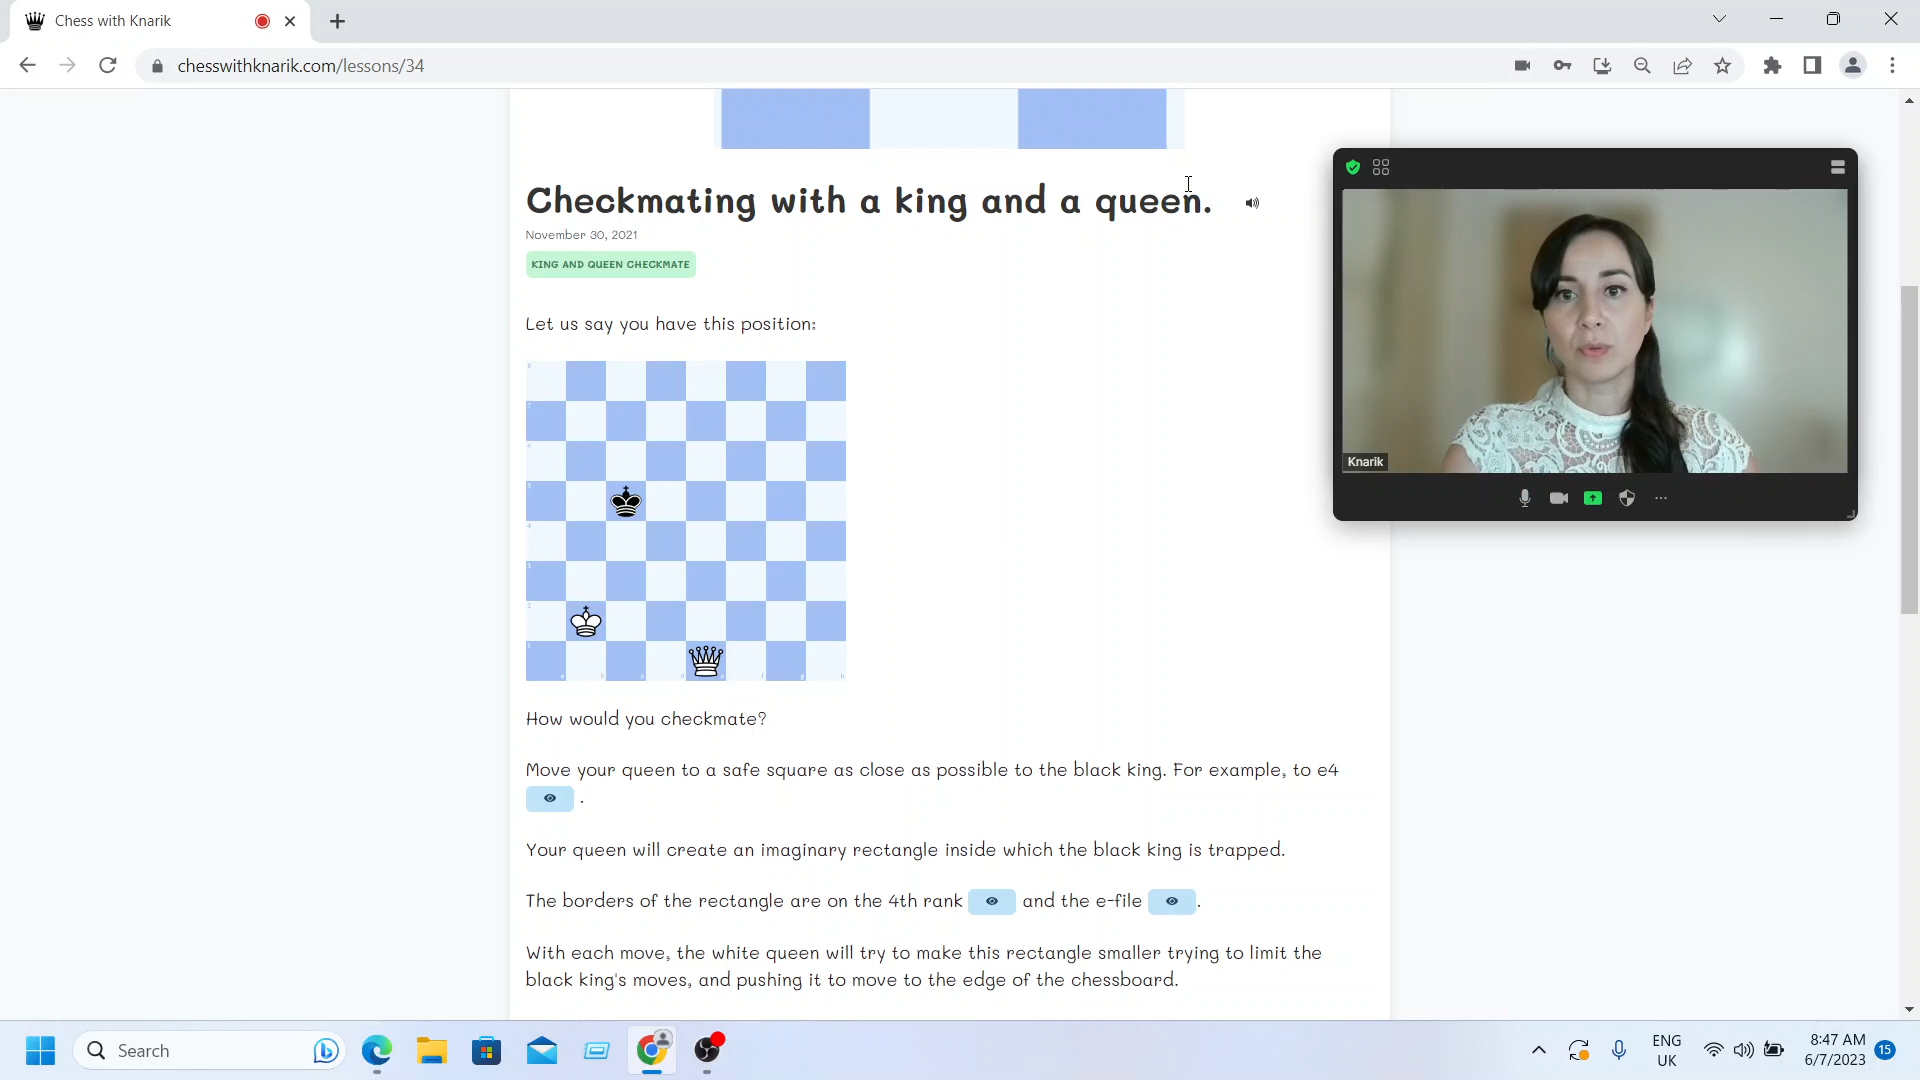 Chess with Knarik
chesswithknarik.com/lessons/34
Checkmating with a king and a queen.
November 30, 2021
KING AND QUEEN CHECKMATE
Let us say you have this position:
How would you checkmate?
Move your queen to a safe square as close as possible to the black king. For example, to e4
.
Your queen will create an imaginary rectangle inside which the black king is trapped.
The borders of the rectangle are on the 4th rank and the e-file .
With each move, the white queen will try to make this rectangle smaller trying to limit the
black king's moves, and pushing it to move to the edge of the chessboard.
Knarik
Search
ENG
UK
8:47 AM
6/7/2023
15